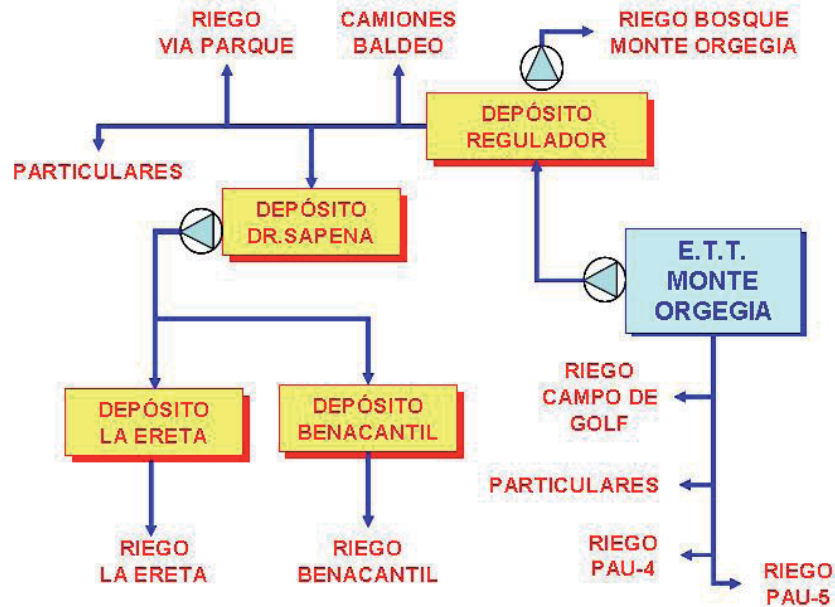 RIEGO
VIA PARQUE
CAMIONES
BALDEO
RIEGO BOSQUE
MONTE ORGEGIA
DEPÓSITO
REGULADOR
PARTICULARES
DEPÓSITO
DR.SAPENA
E.T.T.
MONTE
ORGEGIA
DEPÓSITO
LA ERETA
DEPÓSITO
BENACANTIL
RIEGO
CAMPO DE
GOLF
PARTICULARES
RIEGO
LA ERETA
RIEGO
BENACANTIL
RIEGO
PAU-4
RIEGO
PAU-5